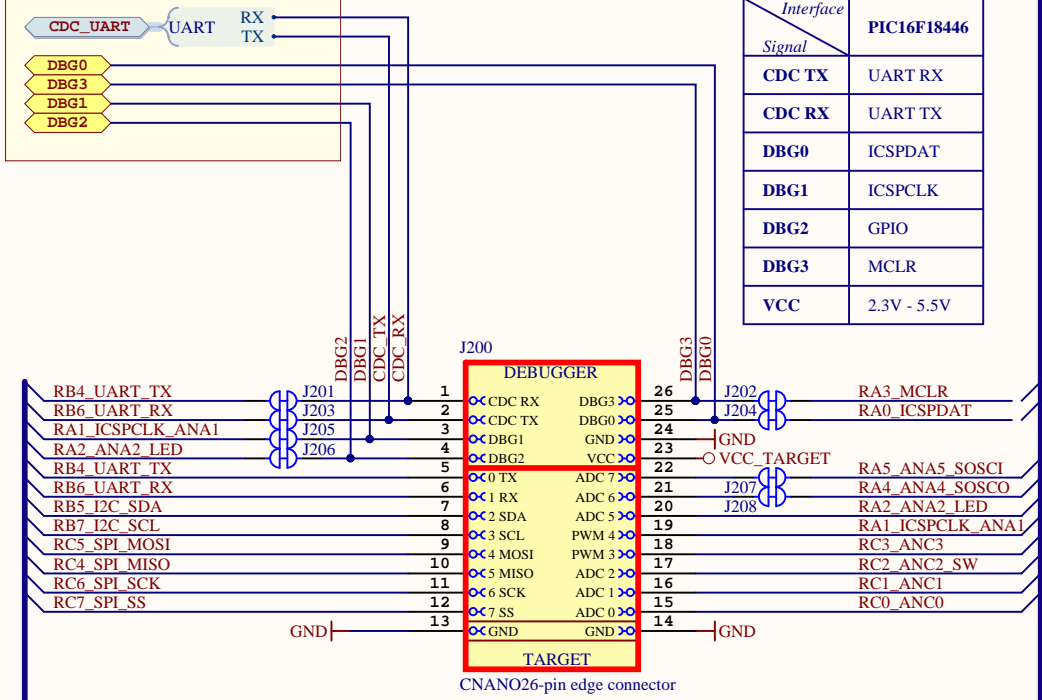 CDC_UART UART RX
TX
DBG0
DBG3
DBG1
DBG2
Interface
Signal
PIC16F18446
CDC TX UART RX
CDC RX UART TX
DBG0 ICSPDAT
DBG1 ICSPCLK
DBG2 GPIO
DBG3 MCLR
VCC 2.3V - 5.5V
DBG2
DBG1
CDC_TX
CDC_RX
DBG3
DBG0
J200
DEBUGGER
RB4_UART_TX J201 1 CDC RX DBG3 26 J202 RA3_MCLR
RB6_UART_RX J203 2 CDC TX DBG0 25 J204 RA0_ICSPDAT
RA1_ICSPCLK_ANA1 J205 3 DBG1 GND 24 GND
RA2_ANA2_LED J206 4 DBG2 VCC 23 VCC_TARGET
RB4_UART_TX 5 0 TX ADC 7 22 RA5_ANA5_SOSCI
RB6_UART_RX 6 1 RX ADC 6 21 J207 RA4_ANA4_SOSCO
RB5_I2C_SDA 7 2 SDA ADC 5 20 J208 RA2_ANA2_LED
RB7_I2C_SCL 8 3 SCL PWM 4 19 RA1_ICSPCLK_ANA1
RC5_SPI_MOSI 9 4 MOSI PWM 3 18 RC3_ANC3
RC4_SPI_MISO 10 5 MISO ADC 2 17 RC2_ANC2_SW
RC6_SPI_SCK 11 6 SCK ADC 1 16 RC1_ANC1
RC7_SPI_SS 12 7 SS ADC 0 15 RC0_ANC0
GND 13 GND GND 14 GND
TARGET
CNANO26-pin edge connector